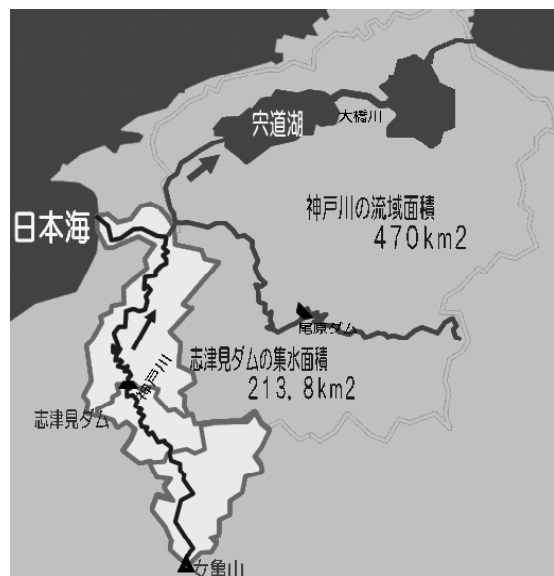 宍道湖
大橋川
日本海
神戸川の流域面積
470km2
尾原ダム
志津見ダムの集水面積
213,8km2
神戸川
志津見ダム
女亀山